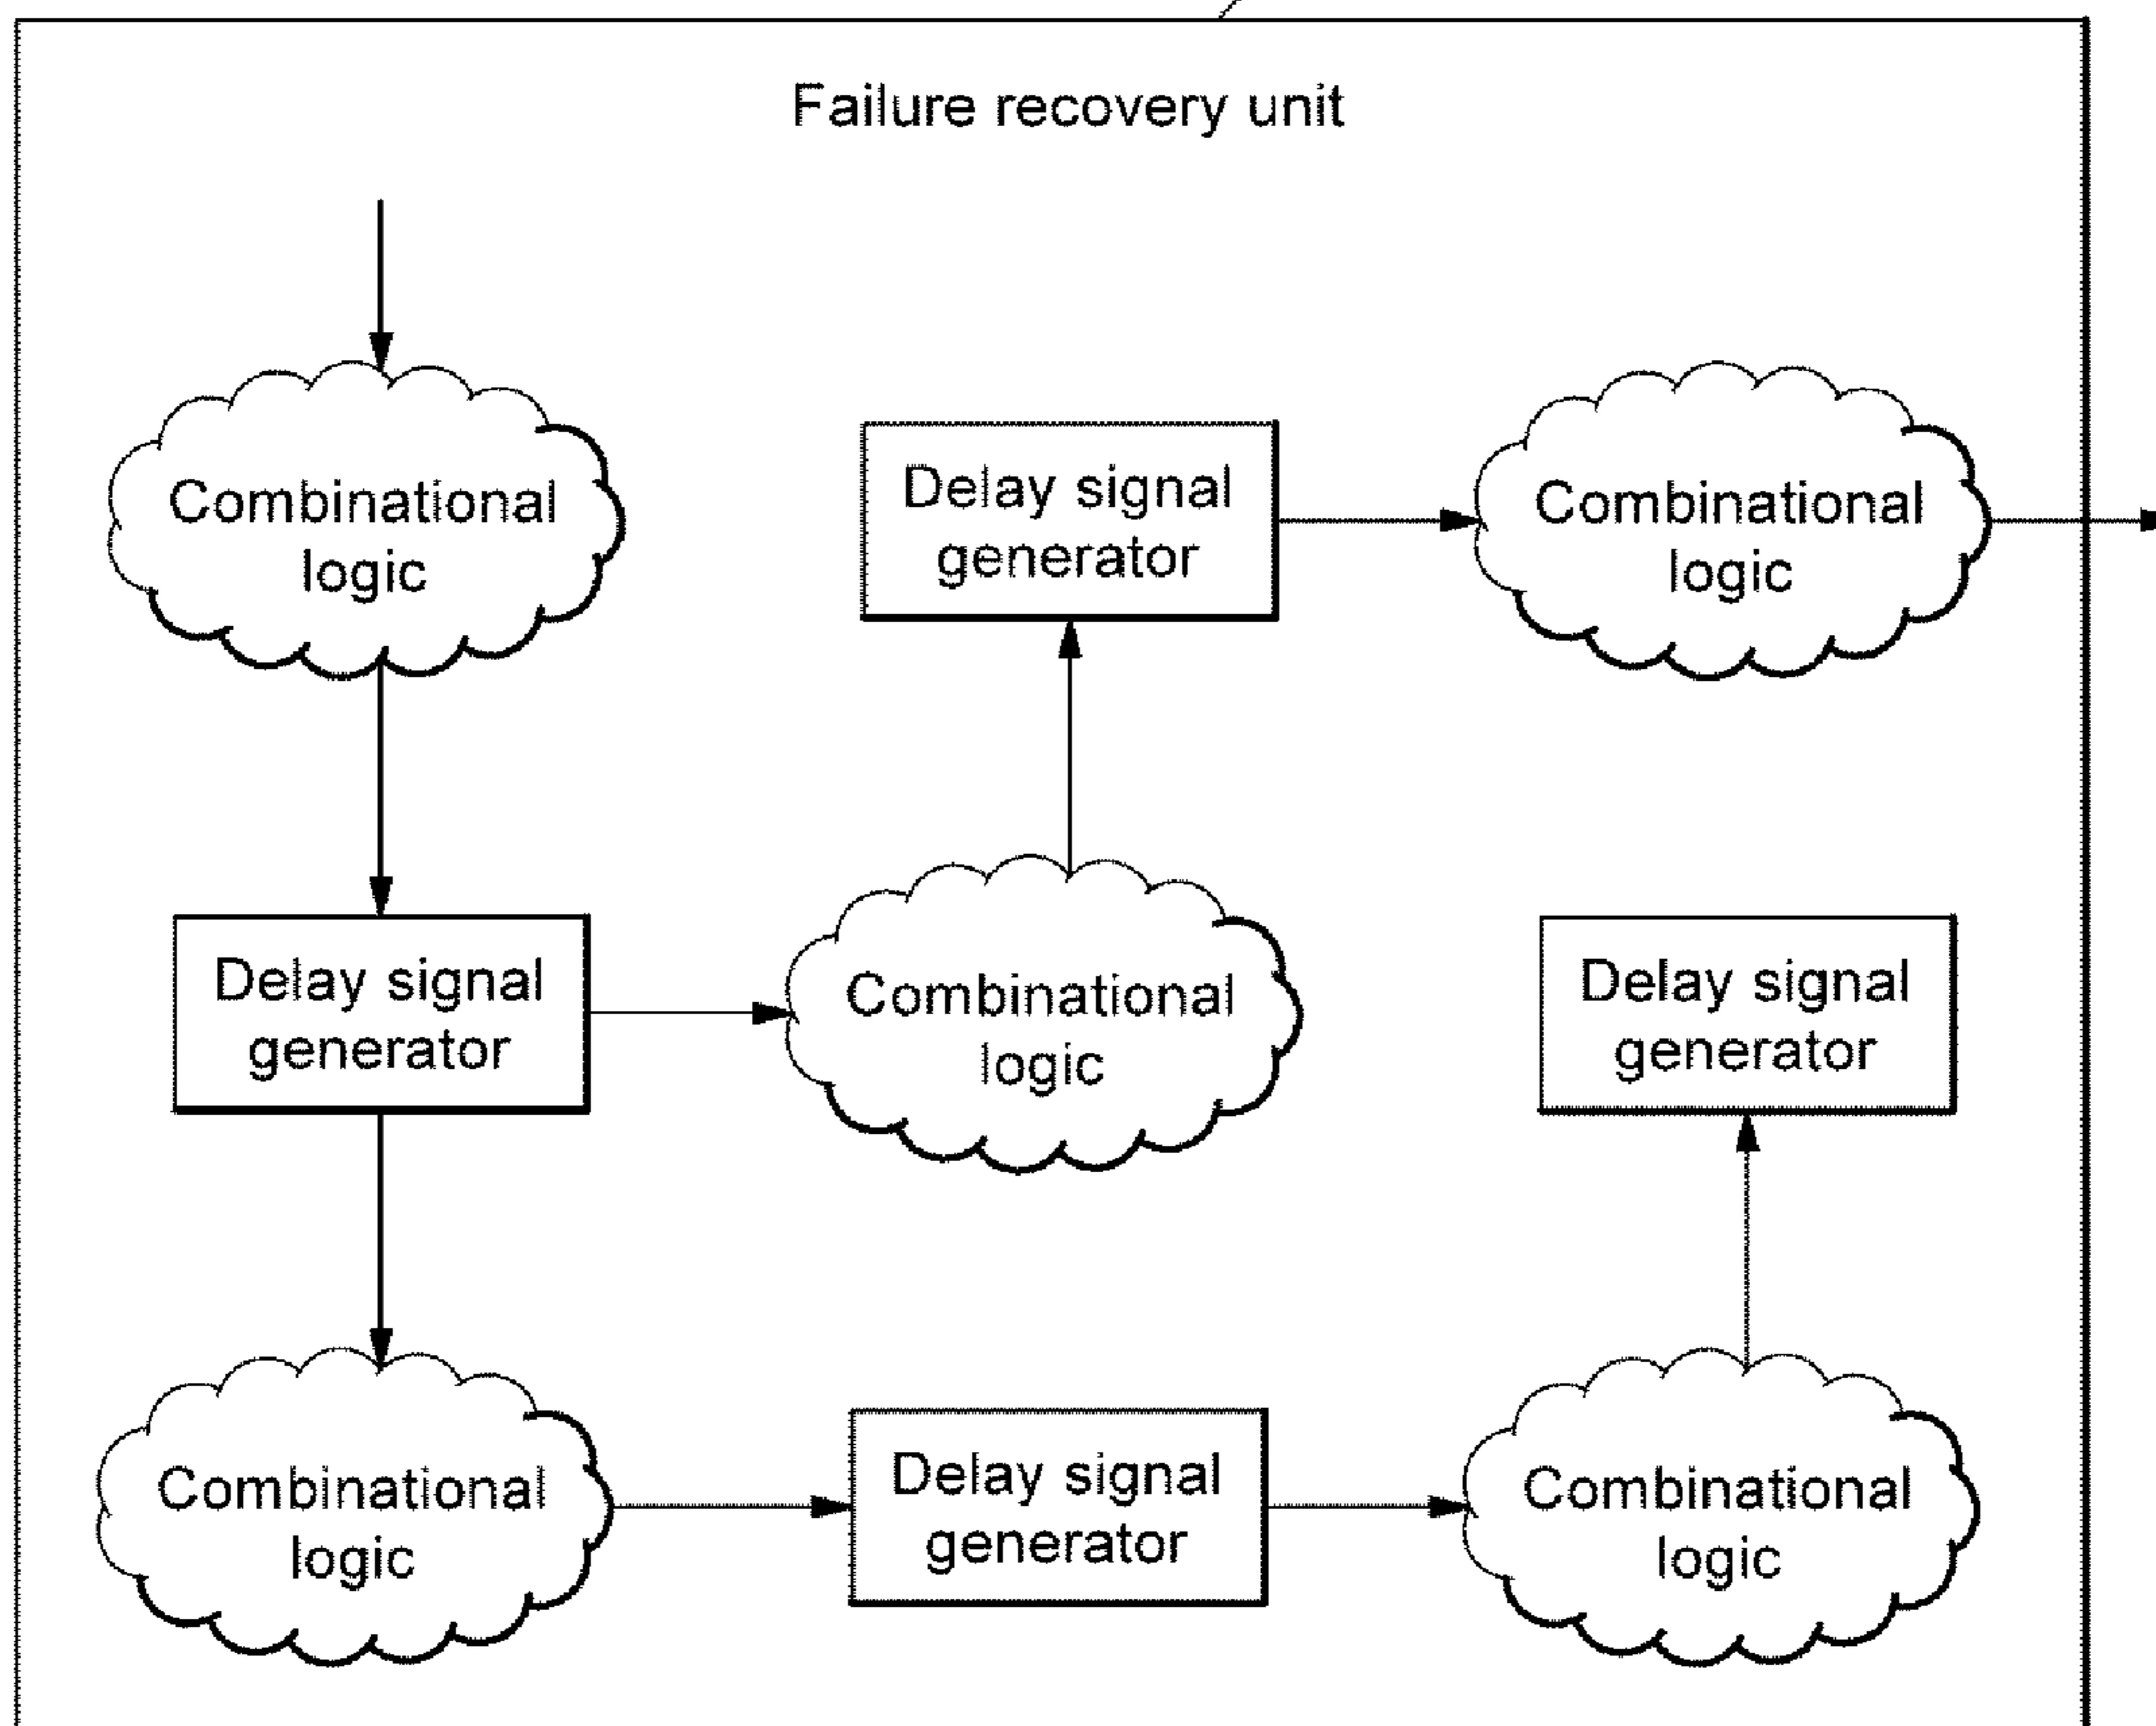 Failure recovery unit
Combinational
logic
Delay signal
generator
Combinational
logic
Delay signal
generator
Combinational
logic
Delay signal
generator
Combinational
logic
Delay signal
generator
Combinational
logic